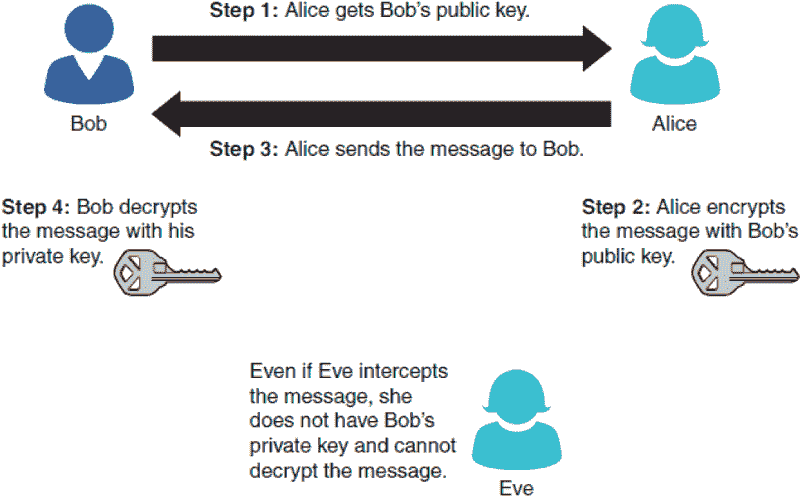 Step 1: Alice gets Bob's public key.
Bob
Alice
Step 3: Alice sends the message to Bob.
Step 4: Bob decrypts
the message with his
private key.
Step 2: Alice encrypts
the message with Bob's
public key.
Even if Eve intercepts
the message, she
does not have Bob's
private key and cannot
decrypt the message.
Eve